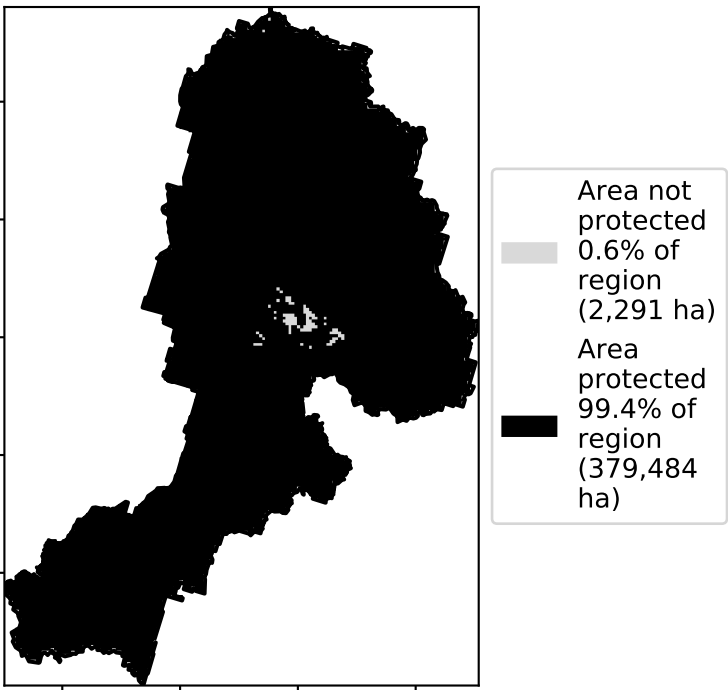 Area not
protected
0.6% of
region
(2,291 ha)
Area
protected
99.4% of
region
(379,484
ha)